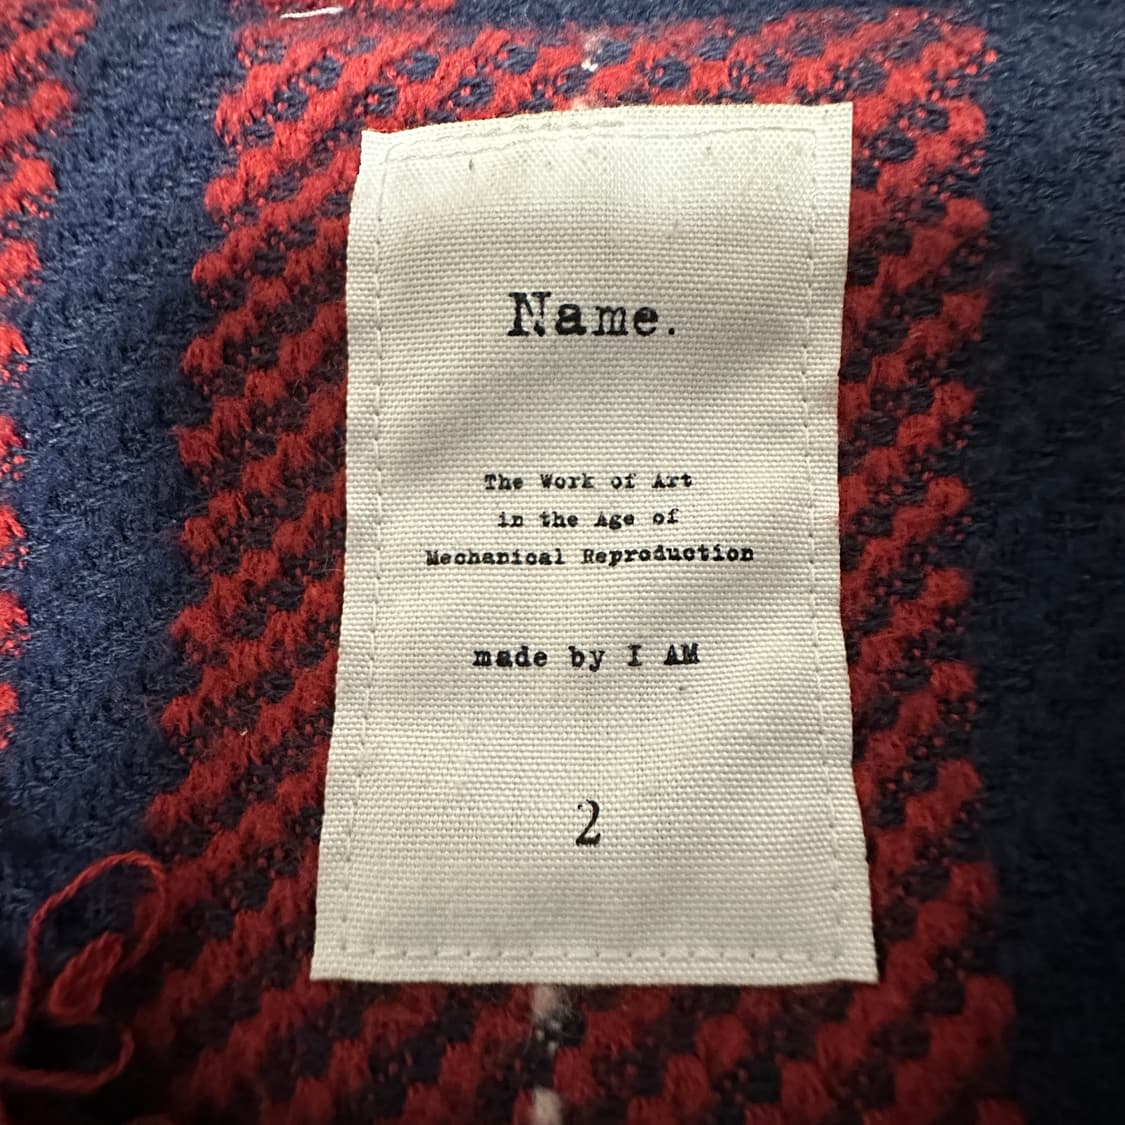 Name.
The Work of Art
in the Age of
Mechanical Reproduction
made by I AM
2